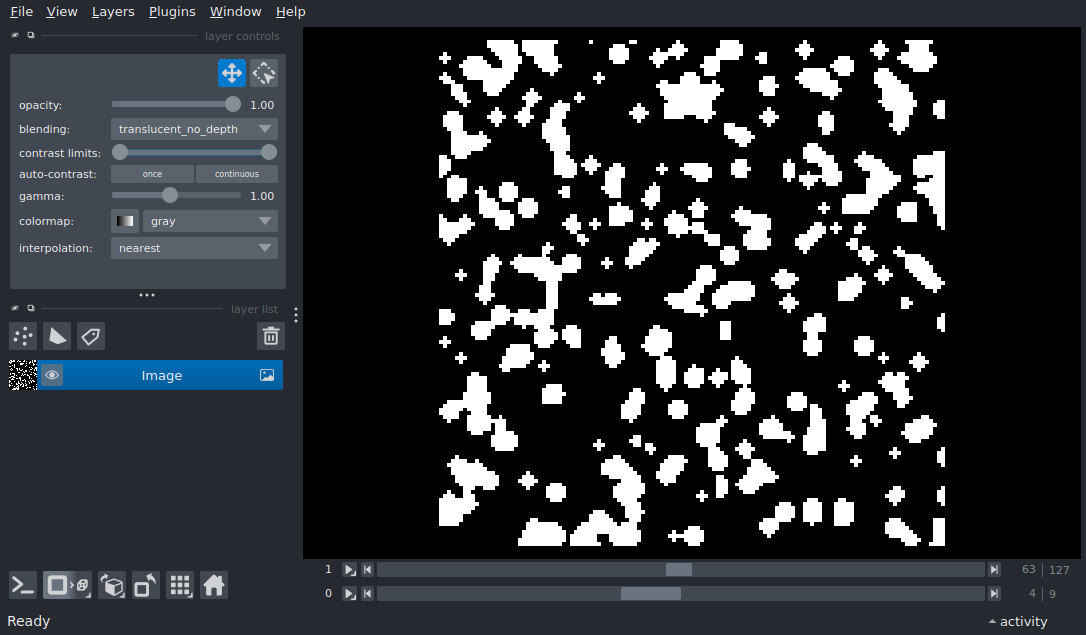 File View Layers Plugins Window Help
layer controls
opacity: 1.00
blending: translucent_no_depth
contrast limits:
auto-contrast: once continuous
gamma: 1.00
colormap: gray
interpolation: nearest
layer list
Image
1 63 127
0 4 9
Ready activity